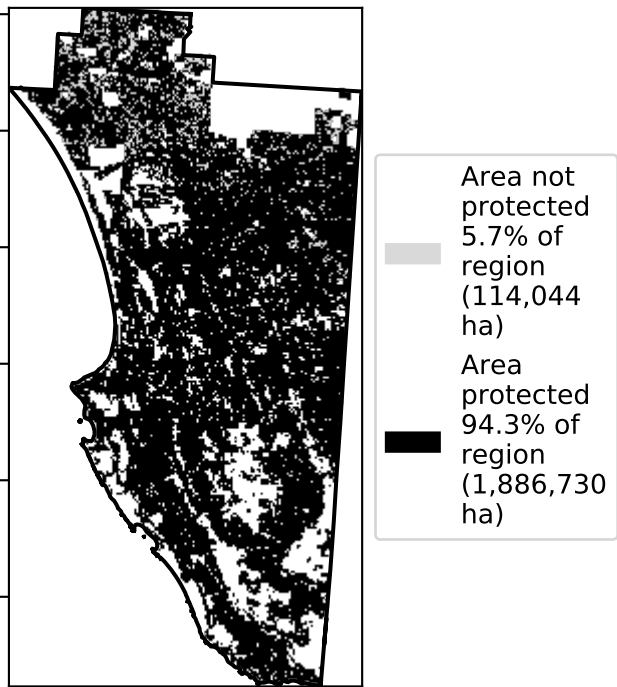 Area not
protected
5.7% of
region
(114,044
ha)
Area
protected
94.3% of
region
(1,886,730
ha)